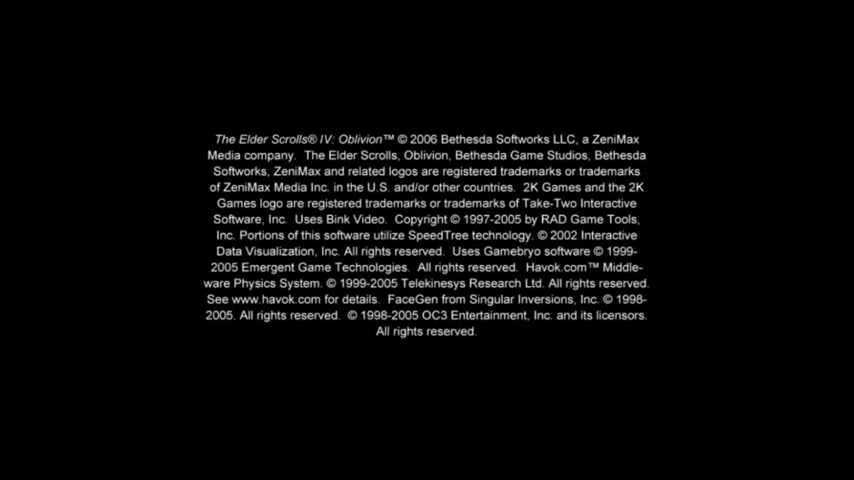 The Elder Scrolls® IV: Oblivion™ © 2006 Bethesda Softworks LLC, a ZeniMax
Media company. The Elder Scrolls, Oblivion, Bethesda Game Studios, Bethesda
Softworks, ZeniMax and related logos are registered trademarks or trademarks
of ZeniMax Media Inc. in the U.S. and/or other countries. 2K Games and the 2K
Games logo are registered trademarks or trademarks of Take-Two Interactive
Software, Inc. Uses Bink Video. Copyright © 1997-2005 by RAD Game Tools,
Inc. Portions of this software utilize SpeedTree technology. © 2002 Interactive
Data Visualization, Inc. All rights reserved. Uses Gamebryo software © 1999-
2005 Emergent Game Technologies. All rights reserved. Havok.com™ Middle-
ware Physics System. © 1999-2005 Telekinesys Research Ltd. All rights reserved.
See www.havok.com for details. FaceGen from Singular Inversions, Inc. © 1998-
2005. All rights reserved. © 1998-2005 OC3 Entertainment, Inc. and its licensors.
All rights reserved.